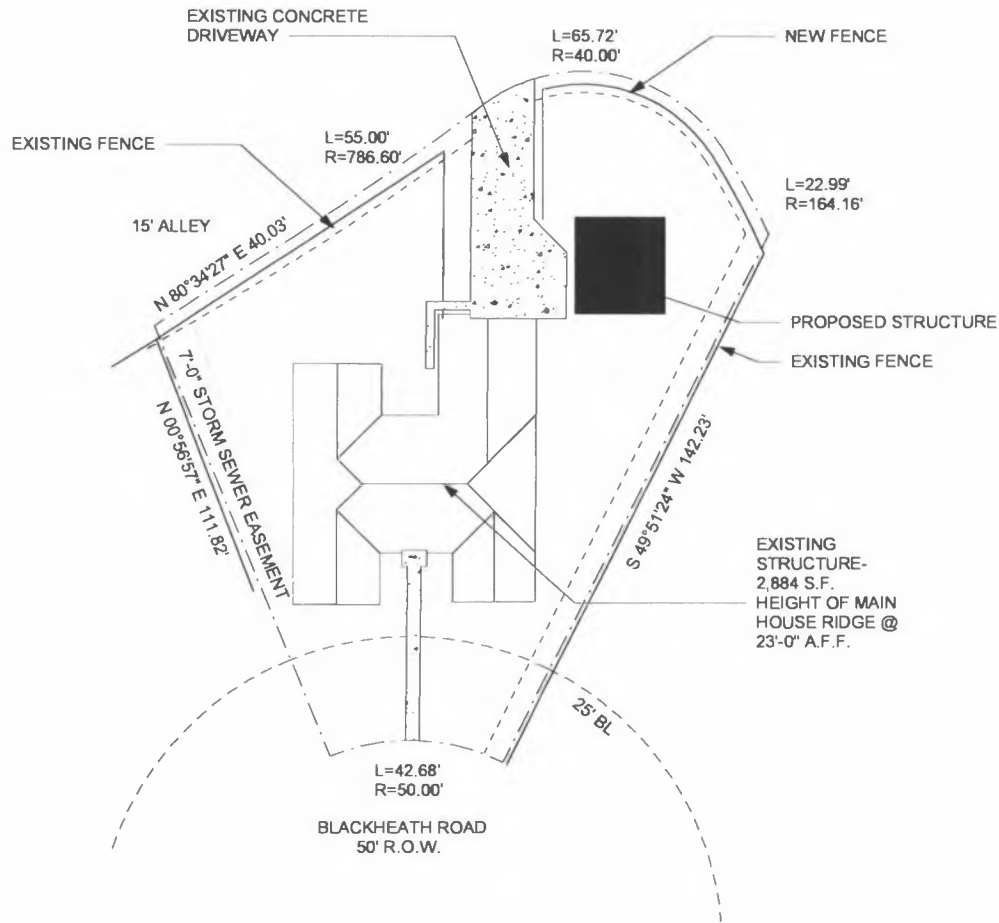 EXISTING CONCRETE
DRIVEWAY
L=65.72'
R=40.00'
NEW FENCE
EXISTING FENCE
L=55.00'
R=786.60'
L=22.99'
R=164.16'
15' ALLEY
N 80°34'27" E 40.03'
PROPOSED STRUCTURE
EXISTING FENCE
7'-0" STORM SEWER EASEMENT
N 00°56'57" E 111.82'
S 49°51'24" W 142.23'
EXISTING
STRUCTURE-
2,884 S.F.
HEIGHT OF MAIN
HOUSE RIDGE @
23'-0" A.F.F.
25' BL
L=42.68'
R=50.00'
BLACKHEATH ROAD
50' R.O.W.